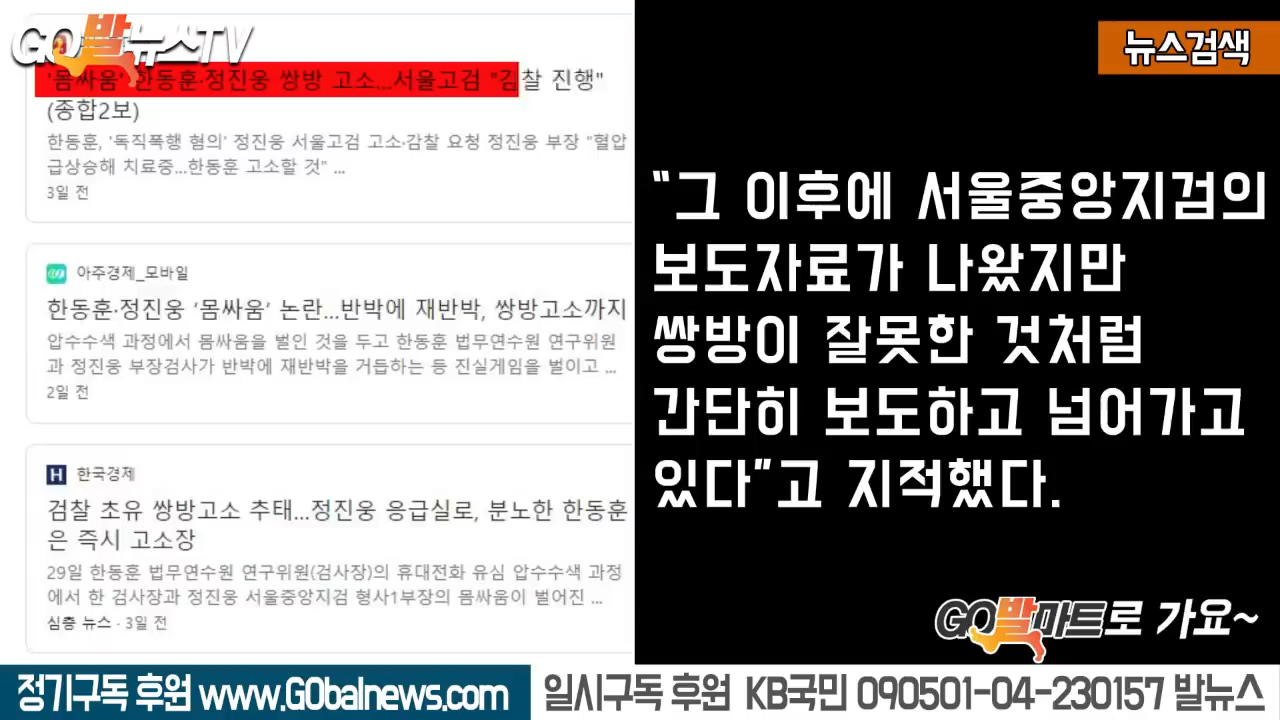 GO발뉴스TV
뉴스검색
'몸싸움' 한동훈·정진웅 쌍방 고소...서울고검 "감찰 진행"
(종합2보)
한동훈, '독직폭행 혐의' 정진웅 서울고검 고소·감찰 요청 정진웅 부장 "혈압
급상승해 치료중...한동훈 고소할 것" ...
3일 전
아주경제_모바일
한동훈·정진웅 '몸싸움' 논란...반박에 재반박, 쌍방고소까지
압수수색 과정에서 몸싸움을 벌인 것을 두고 한동훈 법무연수원 연구위원
과 정진웅 부장검사가 반박에 재반박을 거듭하는 등 진실게임을 벌이고 ...
2일 전
H 한국경제
검찰 초유 쌍방고소 추태...정진웅 응급실로, 분노한 한동훈
은 즉시 고소장
29일 한동훈 법무연수원 연구위원(검사장)의 휴대전화 유심 압수수색 과정
에서 한 검사장과 정진웅 서울중앙지검 형사1부장의 몸싸움이 벌어진 ...
심층 뉴스 · 3일 전
"그 이후에 서울중앙지검의
보도자료가 나왔지만
쌍방이 잘못한 것처럼
간단히 보도하고 넘어가고
있다"고 지적했다.
GO발마트로 가요~
정기구독 후원 www.GObalnews.com
일시구독 후원 KB국민 090501-04-230157 발뉴스